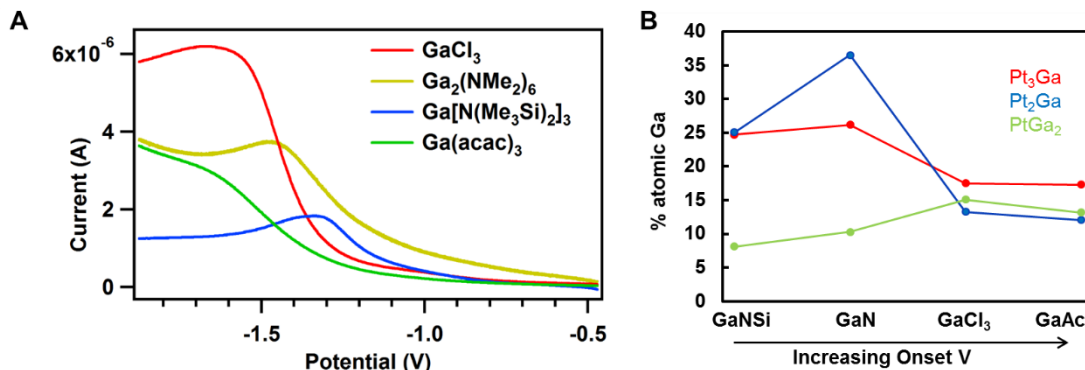 A
6x10⁻⁶
4
2
0
Current (A)
GaCl₃
Ga₂(NMe₂)₆
Ga[N(Me₃Si)₂]₃
Ga(acac)₃
-1.5
-1.0
-0.5
Potential (V)
B
40
35
30
25
20
15
10
5
0
% atomic Ga
Pt₃Ga
Pt₂Ga
PtGa₂
GaNSi GaN GaCl₃ GaAc
Increasing Onset V